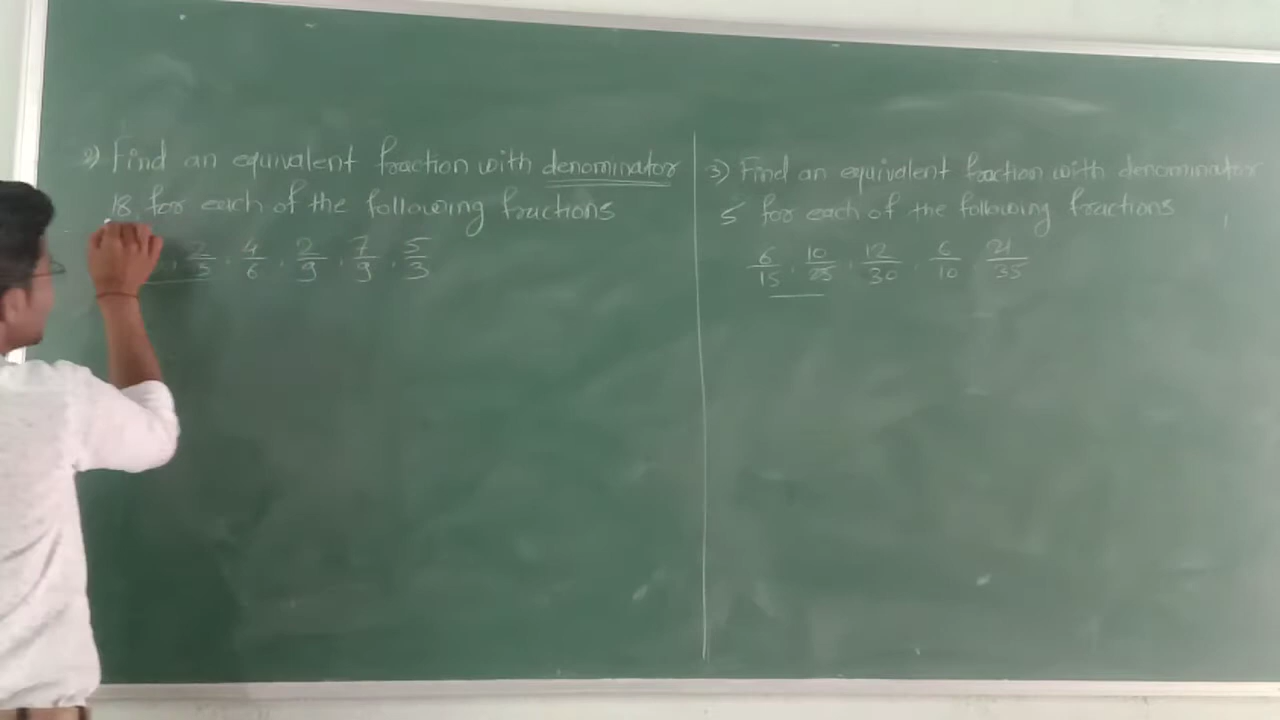 2) Find an equivalent fraction with denominator
18 for each of the following fractions
, 2/3 , 4/6 , 2/9 , 7/9 , 5/3
3) Find an equivalent fraction with denominator
5 for each of the following fractions
6/15 , 10/25 , 12/30 , 6/10 21/35